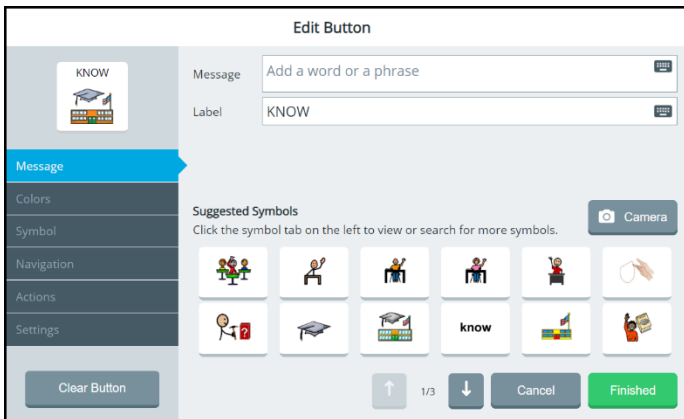 Edit Button
KNOW
Message
Add a word or a phrase
Label
KNOW
Message
Colors
Symbol
Navigation
Actions
Settings
Clear Button
Suggested Symbols
Click the symbol tab on the left to view or search for more symbols.
Camera
?
know
1/3
Cancel
Finished